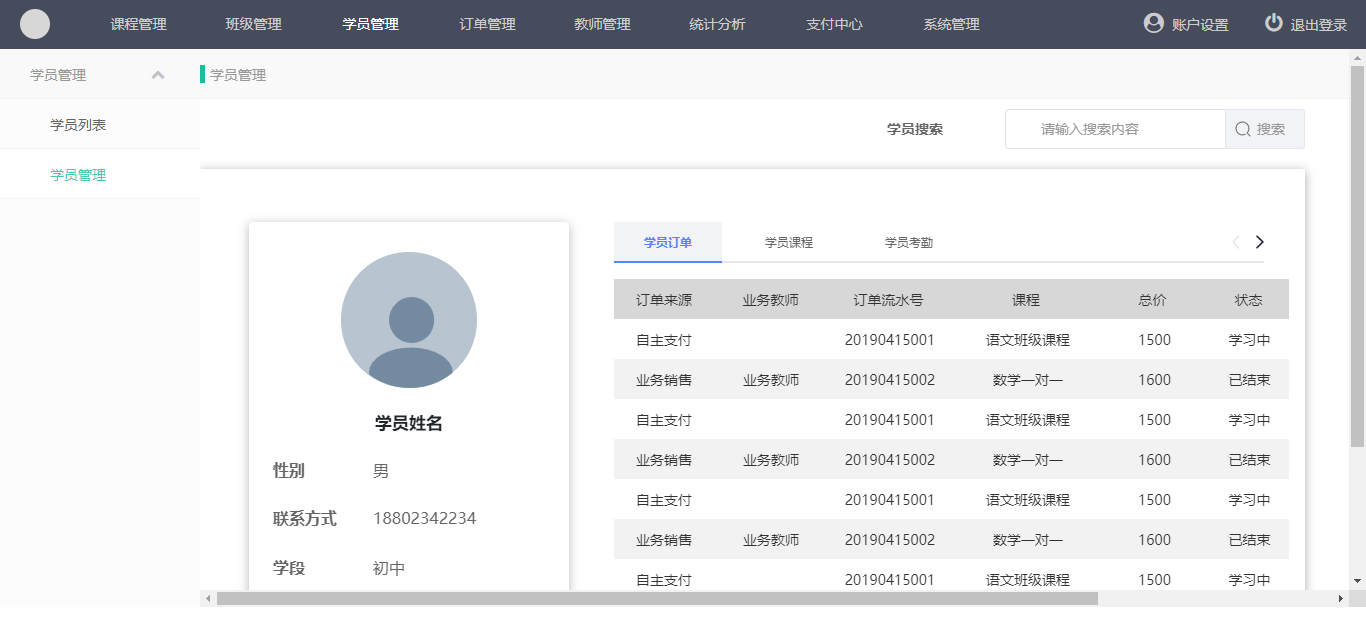 课程管理 班级管理 学员管理 订单管理 教师管理 统计分析 支付中心 系统管理 账户设置 退出登录
学员管理
学员列表
学员管理
学员管理
学员搜索 请输入搜索内容 搜索
学员姓名
性别 男
联系方式 18802342234
学段 初中
学员订单 学员课程 学员考勤
订单来源 业务教师 订单流水号 课程 总价 状态
自主支付 20190415001 语文班级课程 1500 学习中
业务销售 业务教师 20190415002 数学一对一 1600 已结束
自主支付 20190415001 语文班级课程 1500 学习中
业务销售 业务教师 20190415002 数学一对一 1600 已结束
自主支付 20190415001 语文班级课程 1500 学习中
业务销售 业务教师 20190415002 数学一对一 1600 已结束
自主支付 20190415001 语文班级课程 1500 学习中